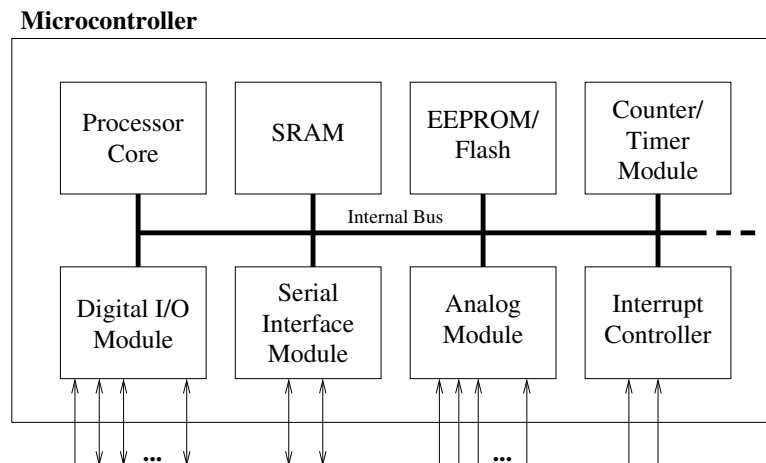 Microcontroller
Processor
Core
SRAM
EEPROM/
Flash
Counter/
Timer
Module
Internal Bus
Digital I/O
Module
Serial
Interface
Module
Analog
Module
Interrupt
Controller
...
...